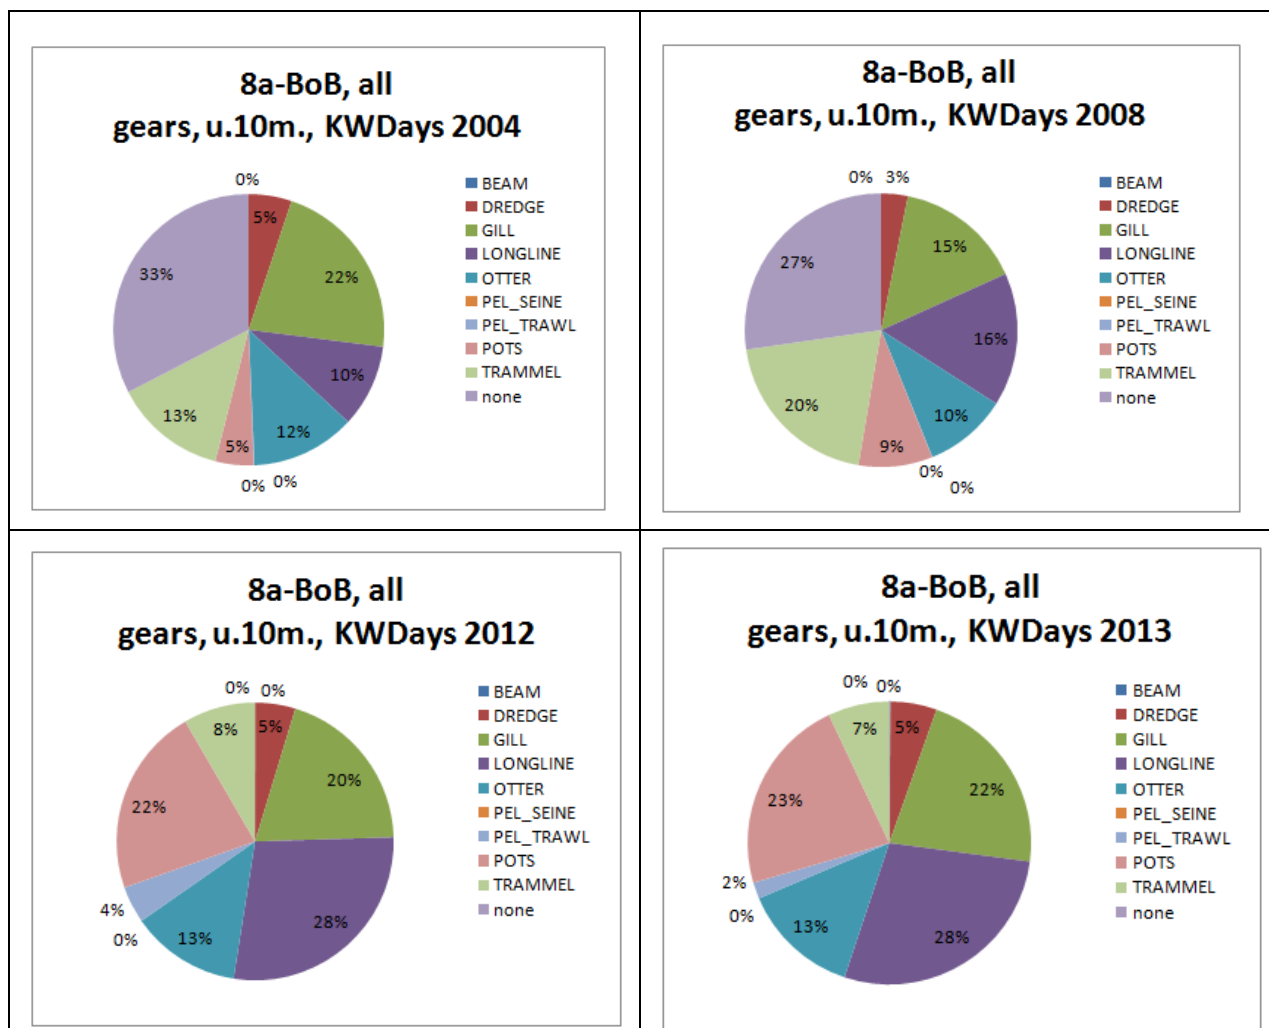 8a-BoB, all
gears, u.10m., KWDays 2004
0%
5%
22%
10%
12%
0%
0%
5%
13%
33%
BEAM
DREDGE
GILL
LONGLINE
OTTER
PEL_SEINE
PEL_TRAWL
POTS
TRAMMEL
none
8a-BoB, all
gears, u.10m., KWDays 2008
0%
3%
15%
16%
10%
0%
0%
9%
20%
27%
BEAM
DREDGE
GILL
LONGLINE
OTTER
PEL_SEINE
PEL_TRAWL
POTS
TRAMMEL
none
8a-BoB, all
gears, u.10m., KWDays 2012
0%
0%
5%
20%
28%
13%
0%
4%
22%
8%
BEAM
DREDGE
GILL
LONGLINE
OTTER
PEL_SEINE
PEL_TRAWL
POTS
TRAMMEL
none
8a-BoB, all
gears, u.10m., KWDays 2013
0%
0%
5%
22%
28%
13%
0%
2%
23%
7%
BEAM
DREDGE
GILL
LONGLINE
OTTER
PEL_SEINE
PEL_TRAWL
POTS
TRAMMEL
none